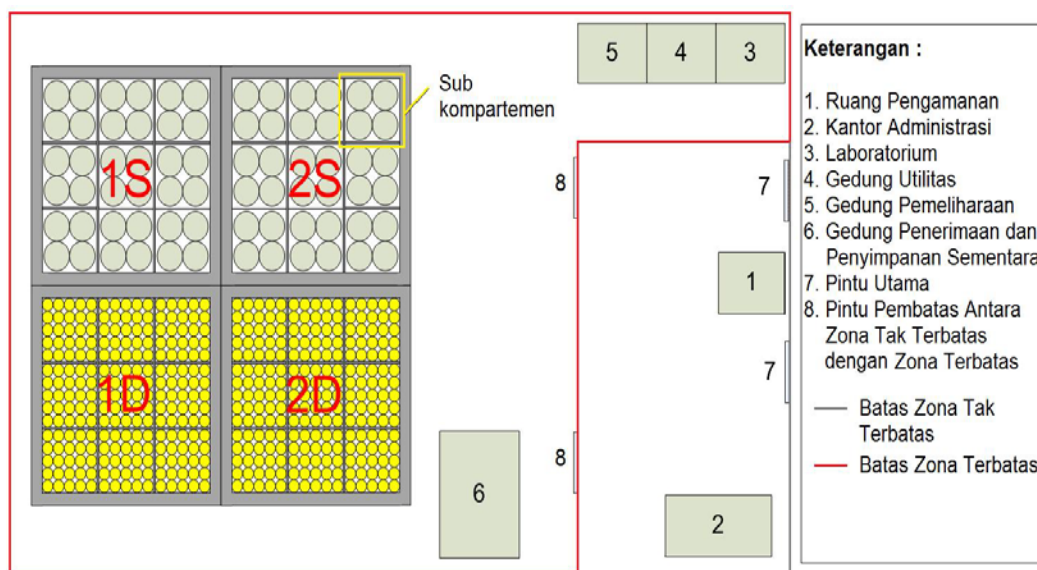 5 4 3
Sub
kompartemen
1S
2S
8
7
1
1D
2D
7
8
6
2
Keterangan :
1. Ruang Pengamanan
2. Kantor Administrasi
3. Laboratorium
4. Gedung Utilitas
5. Gedung Pemeliharaan
6. Gedung Penerimaan dan
Penyimpanan Sementara
7. Pintu Utama
8. Pintu Pembatas Antara
Zona Tak Terbatas
dengan Zona Terbatas
Batas Zona Tak
Terbatas
Batas Zona Terbatas